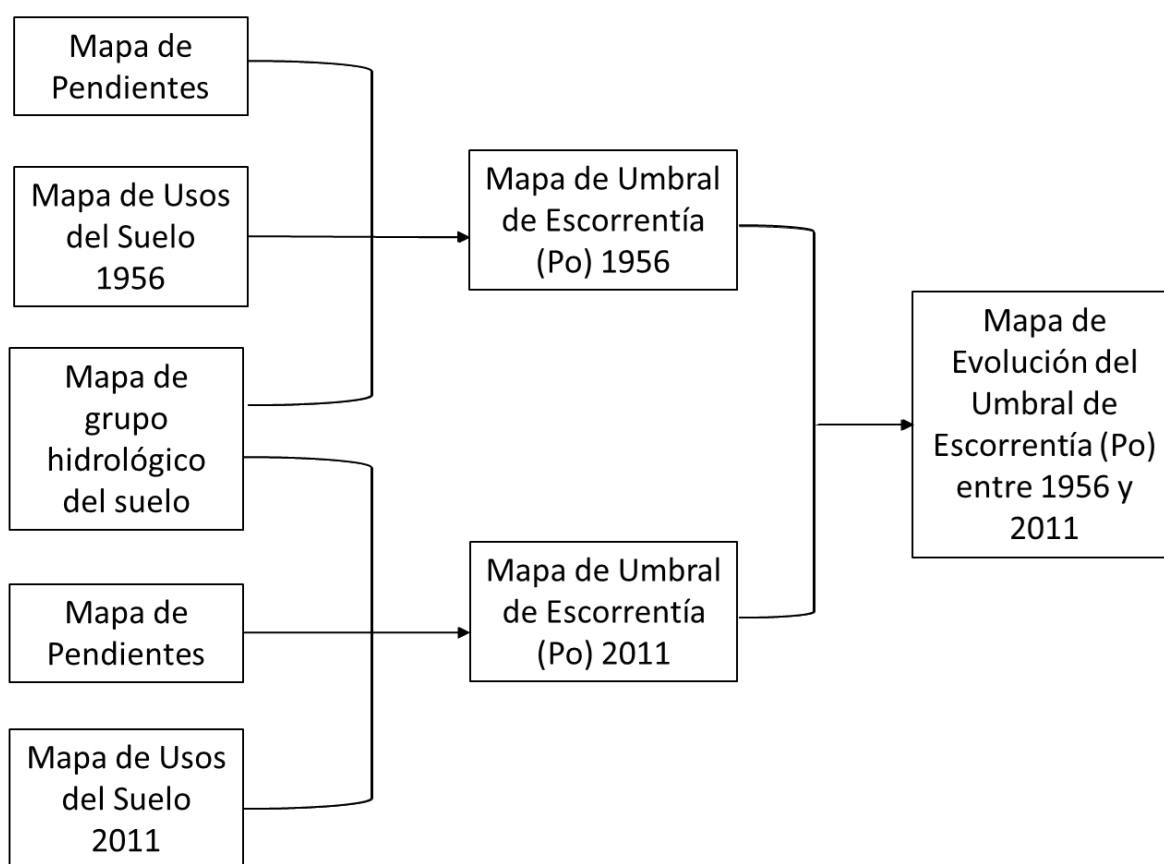 Mapa de
Pendientes
Mapa de Usos
del Suelo
1956
Mapa de
grupo
hidrológico
del suelo
Mapa de
Pendientes
Mapa de Usos
del Suelo
2011
Mapa de Umbral
de Escorrentía
(Po) 1956
Mapa de Umbral
de Escorrentía
(Po) 2011
Mapa de
Evolución del
Umbral de
Escorrentía (Po)
entre 1956 y
2011